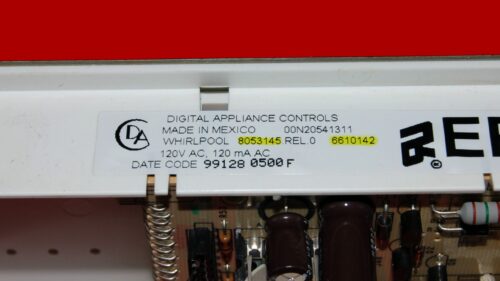 DIGITAL APPLIANCE CONTROLS
MADE IN MEXICO 00N20541311
WHIRLPOOL 8053145 REL.0 6610142
120V AC, 120 mA AC
DATE CODE 99128 0500 F
DA
®